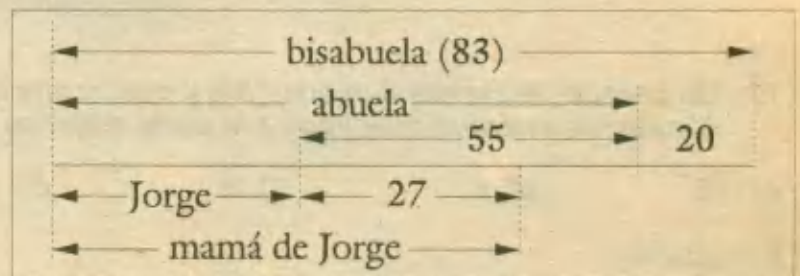 bisabuela (83)
abuela
55 20
Jorge 27
mamá de Jorge